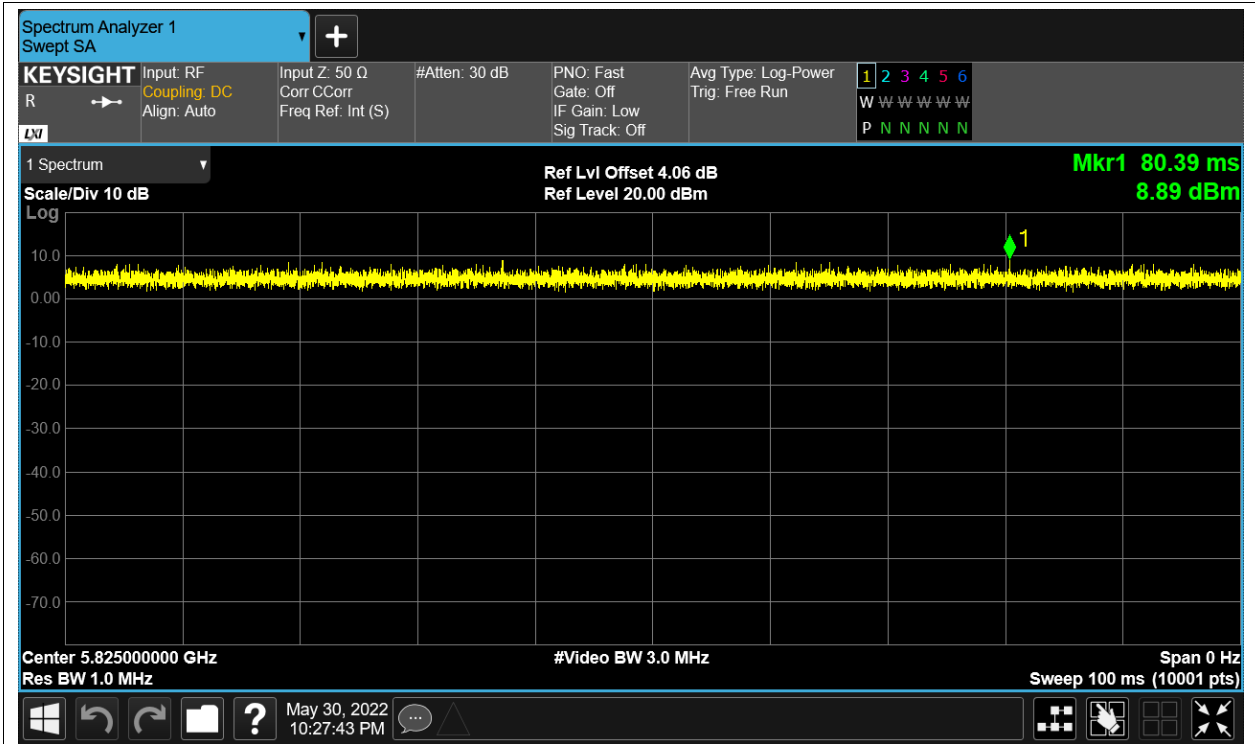 Spectrum Analyzer 1
Swept SA
KEYSIGHT
R
LXI
Input: RF
Coupling: DC
Align: Auto
Input Z: 50 Ω
Corr CCorr
Freq Ref: Int (S)
#Atten: 30 dB
PNO: Fast
Gate: Off
IF Gain: Low
Sig Track: Off
Avg Type: Log-Power
Trig: Free Run
1 2 3 4 5 6
W W W W W W
P N N N N N
1 Spectrum
Scale/Div 10 dB
Log
Ref Lvl Offset 4.06 dB
Ref Level 20.00 dBm
Mkr1 80.39 ms
8.89 dBm
1
10.0
0.00
-10.0
-20.0
-30.0
-40.0
-50.0
-60.0
-70.0
Center 5.825000000 GHz
Res BW 1.0 MHz
#Video BW 3.0 MHz
Span 0 Hz
Sweep 100 ms (10001 pts)
?
May 30, 2022
10:27:43 PM